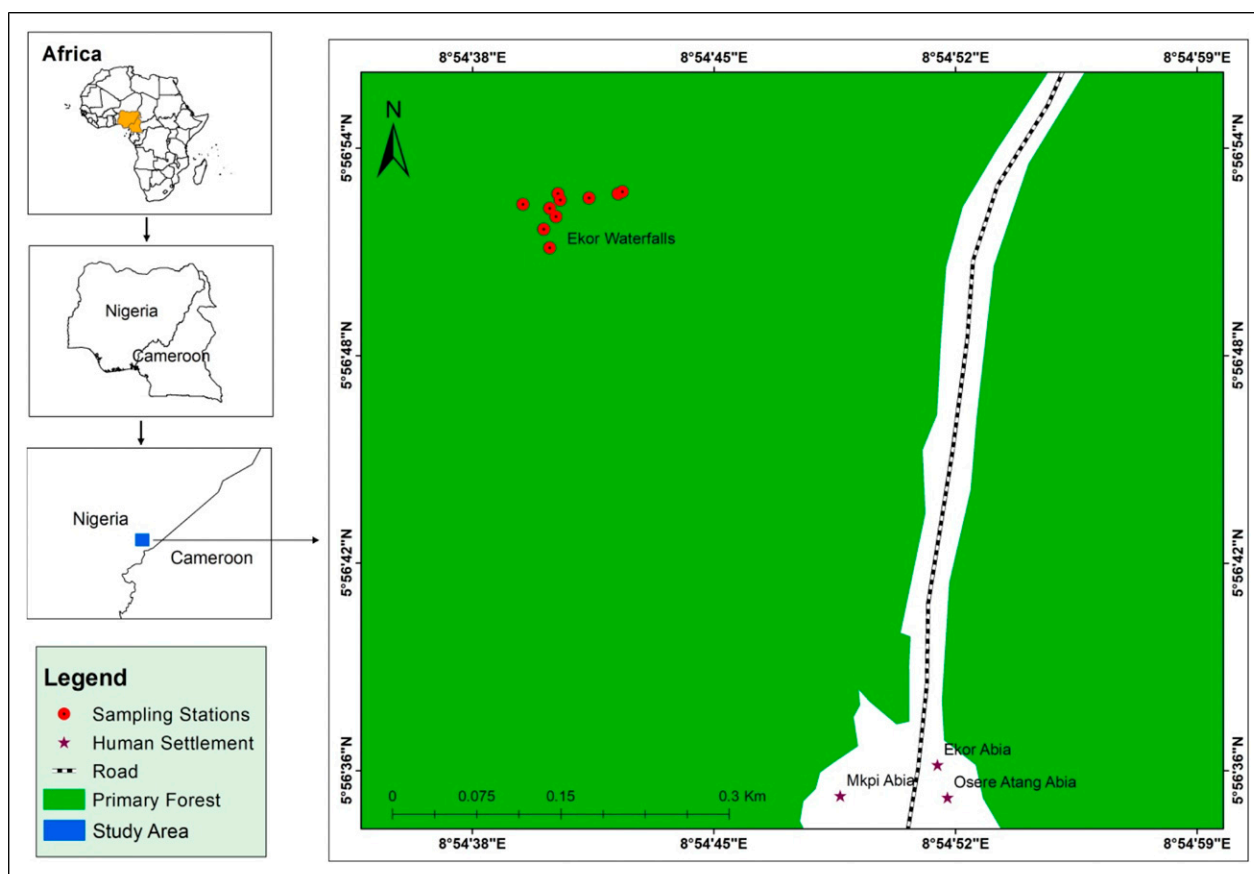 Africa
Nigeria
Cameroon
Nigeria
Cameroon
Legend
Sampling Stations
Human Settlement
Road
Primary Forest
Study Area
8°54'38"E
8°54'45"E
8°54'52"E
8°54'59"E
N
5°56'54"N
5°56'54"N
Ekor Waterfalls
5°56'48"N
5°56'48"N
5°56'42"N
5°56'42"N
5°56'36"N
5°56'36"N
Ekor Abia
Mkpi Abia
Osere Atang Abia
0
0.075
0.15
0.3 Km
8°54'38"E
8°54'45"E
8°54'52"E
8°54'59"E